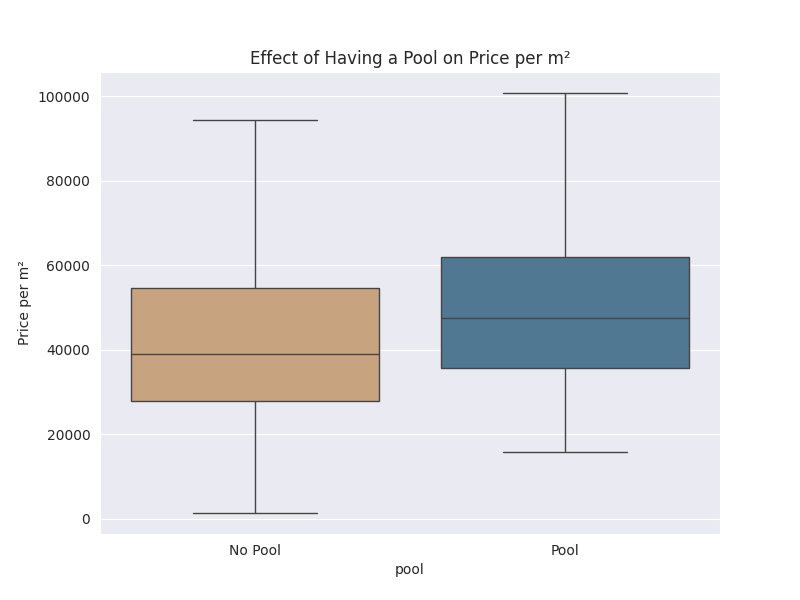 Effect of Having a Pool on Price per m²
Price per m²
100000
80000
60000
40000
20000
0
No Pool
Pool
pool